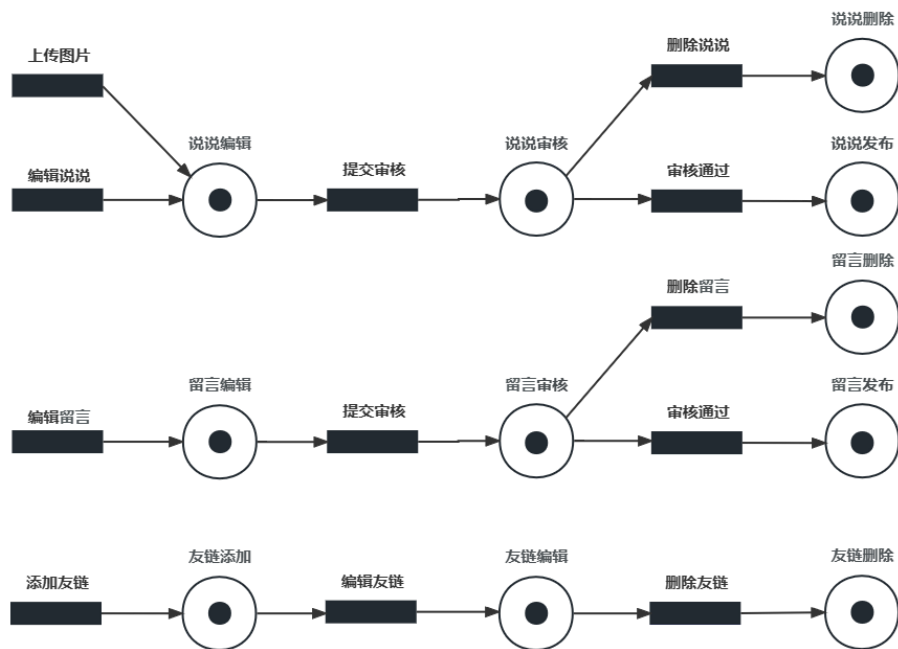 说说删除
上传图片
删除说说
说说编辑
说说审核
说说发布
编辑说说
提交审核
审核通过
留言删除
删除留言
留言编辑
留言审核
留言发布
编辑留言
提交审核
审核通过
友链添加
友链编辑
友链删除
添加友链
编辑友链
删除友链